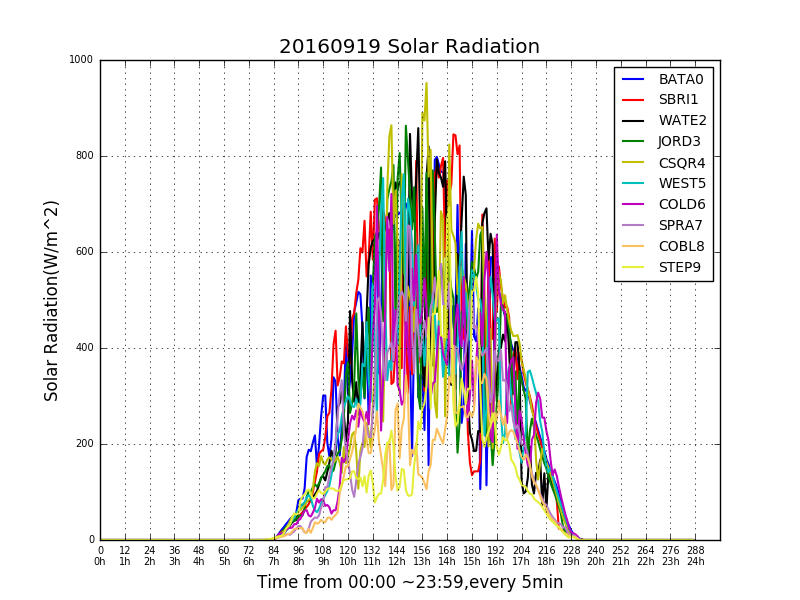 20160919 Solar Radiation
1000
800
600
400
200
0
Solar Radiation(W/m^2)
BATA0
SBRI1
WATE2
JORD3
CSQR4
WEST5
COLD6
SPRA7
COBL8
STEP9
0 12 24 36 48 60 72 84 96 108 120 132 144 156 168 180 192 204 216 228 240 252 264 276 288
0h 1h 2h 3h 4h 5h 6h 7h 8h 9h 10h 11h 12h 13h 14h 15h 16h 17h 18h 19h 20h 21h 22h 23h 24h
Time from 00:00 ~23:59,every 5min